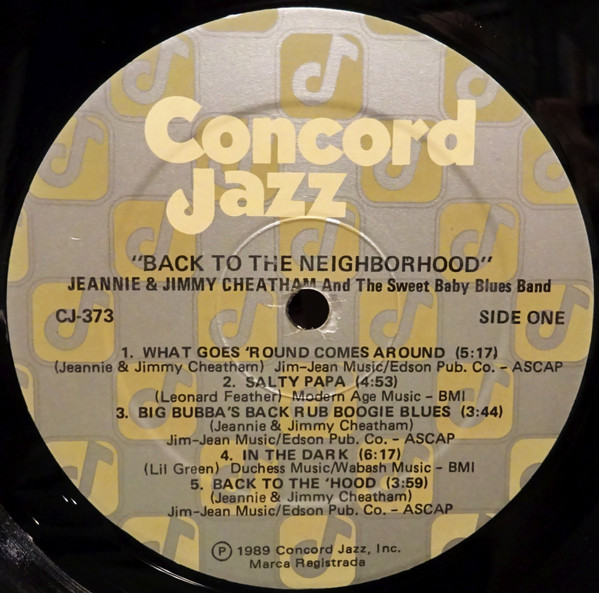 Concord
Jazz
"BACK TO THE NEIGHBORHOOD"
JEANNIE & JIMMY CHEATHAM And The Sweet Baby Blues Band
CJ-373 SIDE ONE
1. WHAT GOES 'ROUND COMES AROUND (5:17)
(Jeannie & Jimmy Cheatham) Jim-Jean Music/Edson Pub. Co. - ASCAP
2. SALTY PAPA (4:53)
(Leonard Feather) Modern Age Music - BMI
3. BIG BUBBA'S BACK RUB BOOGIE BLUES (3:44)
(Jeannie & Jimmy Cheatham)
Jim-Jean Music/Edson Pub. Co. - ASCAP
4. IN THE DARK (6:17)
(Lil Green) Duchess Music/Wabash Music - BMI
5. BACK TO THE 'HOOD (3:59)
(Jeannie & Jimmy Cheatham)
Jim-Jean Music/Edson Pub. Co. - ASCAP
℗ 1989 Concord Jazz, Inc.
Marca Registrada